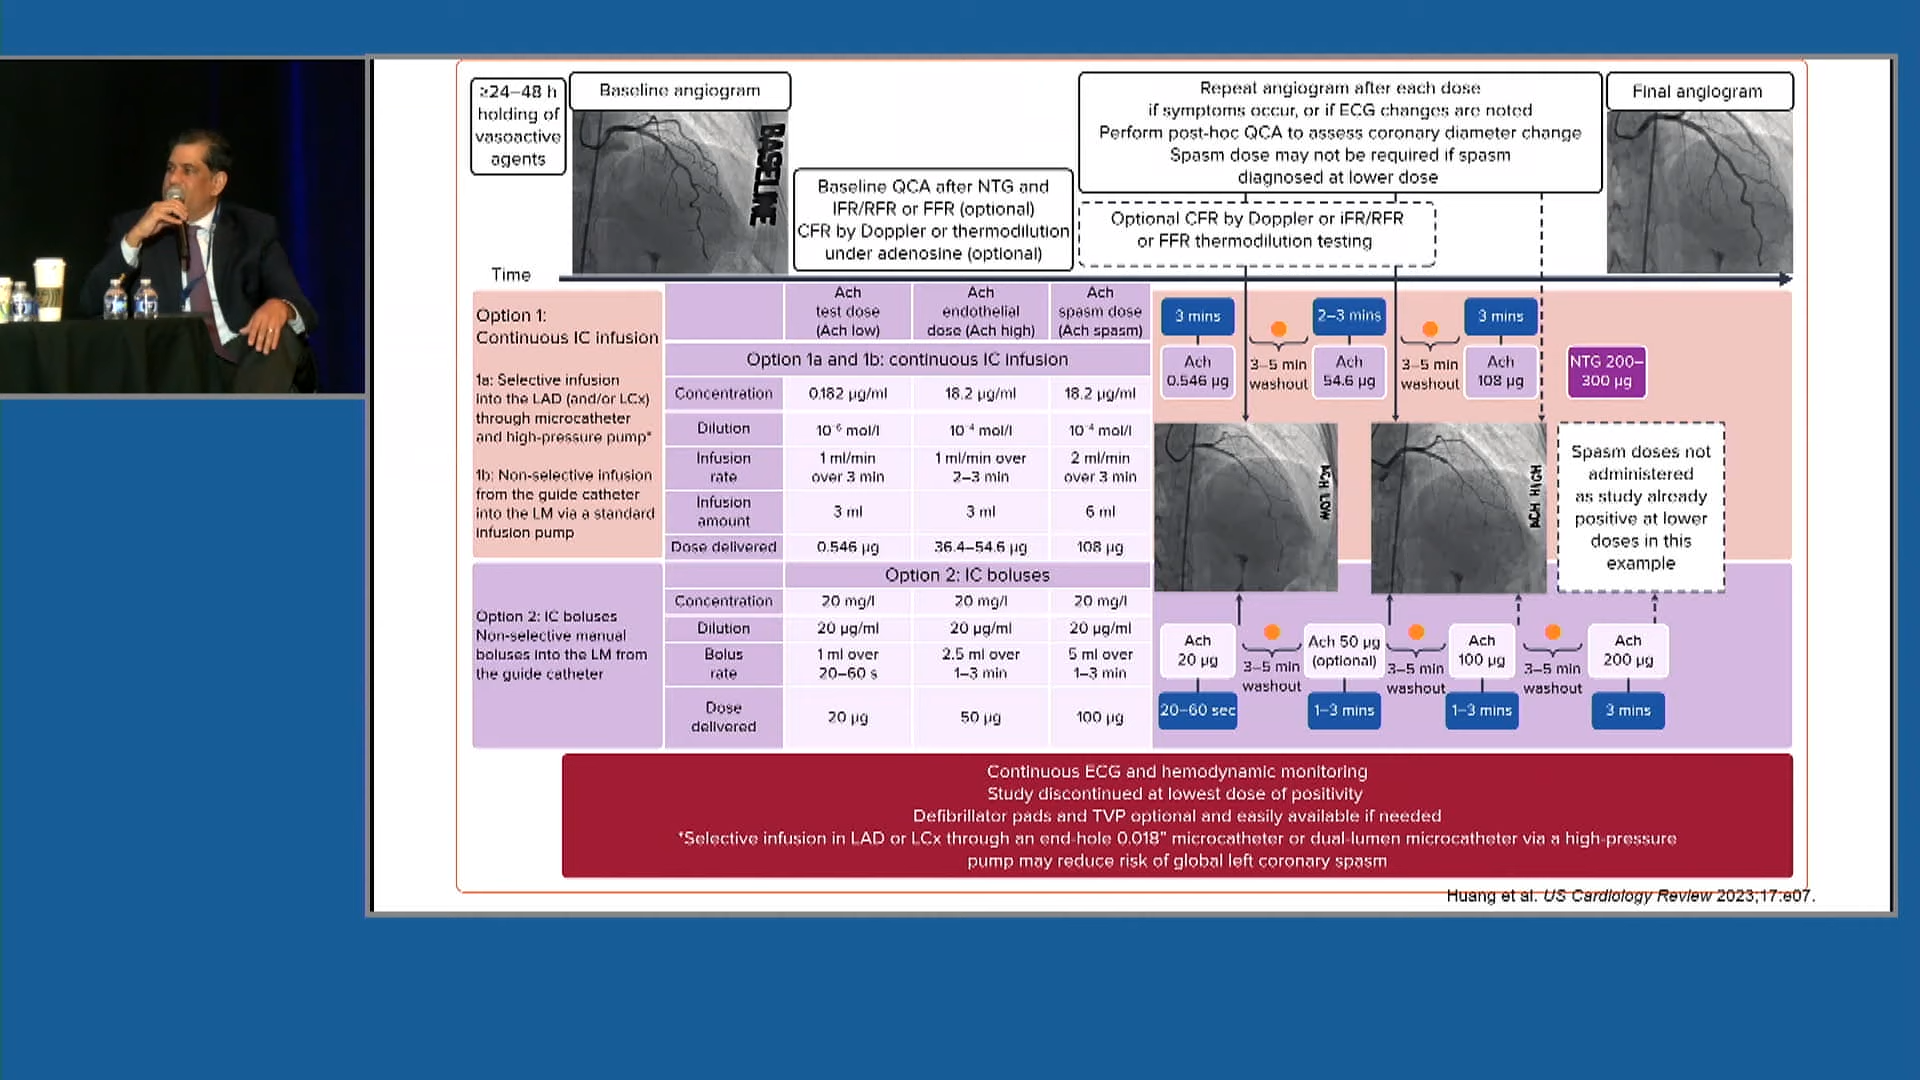 ≥24–48 h
holding of
vasoactive
agents
Baseline angiogram
BASELINE
Baseline QCA after NTG and
IFR/RFR or FFR (optional)
CFR by Doppler or thermodilution
under adenosine (optional)
Repeat angiogram after each dose
if symptoms occur, or if ECG changes are noted
Perform post-hoc QCA to assess coronary diameter change
Spasm dose may not be required if spasm
diagnosed at lower dose
Optional CFR by Doppler or iFR/RFR
or FFR thermodilution testing
Final angiogram
Time
Option 1:
Continuous IC infusion
1a: Selective infusion
into the LAD (and/or LCx)
through microcatheter
and high-pressure pump*
1b: Non-selective infusion
from the guide catheter
into the LM via a standard
infusion pump
Ach
test dose
(Ach low)
Ach
endothelial
dose (Ach high)
Ach
spasm dose
(Ach spasm)
Option 1a and 1b: continuous IC infusion
Concentration 0.182 µg/ml 18.2 µg/ml 18.2 µg/ml
Dilution 10⁻⁶ mol/l 10⁻⁴ mol/l 10⁻⁴ mol/l
Infusion
rate
1 ml/min
over 3 min
1 ml/min over
2–3 min
2 ml/min
over 3 min
Infusion
amount
3 ml 3 ml 6 ml
Dose delivered 0.546 µg 36.4–54.6 µg 108 µg
3 mins
Ach
0.546 µg
3–5 min
washout
2–3 mins
Ach
54.6 µg
3–5 min
washout
3 mins
Ach
108 µg
NTG 200–
300 µg
ACH LOW
ACH HIGH
Spasm doses not
administered
as study already
positive at lower
doses in this
example
Option 2: IC boluses
Non-selective manual
boluses into the LM from
the guide catheter
Option 2: IC boluses
Concentration 20 mg/l 20 mg/l 20 mg/l
Dilution 20 µg/ml 20 µg/ml 20 µg/ml
Bolus
rate
1 ml over
20–60 s
2.5 ml over
1–3 min
5 ml over
1–3 min
Dose
delivered
20 µg 50 µg 100 µg
Ach
20 µg
20–60 sec
3–5 min
washout
Ach 50 µg
(optional)
1–3 mins
3–5 min
washout
Ach
100 µg
1–3 mins
3–5 min
washout
Ach
200 µg
3 mins
Continuous ECG and hemodynamic monitoring
Study discontinued at lowest dose of positivity
Defibrillator pads and TVP optional and easily available if needed
*Selective infusion in LAD or LCx through an end-hole 0.018" microcatheter or dual-lumen microcatheter via a high-pressure
pump may reduce risk of global left coronary spasm
Huang et al. US Cardiology Review 2023;17:e07.